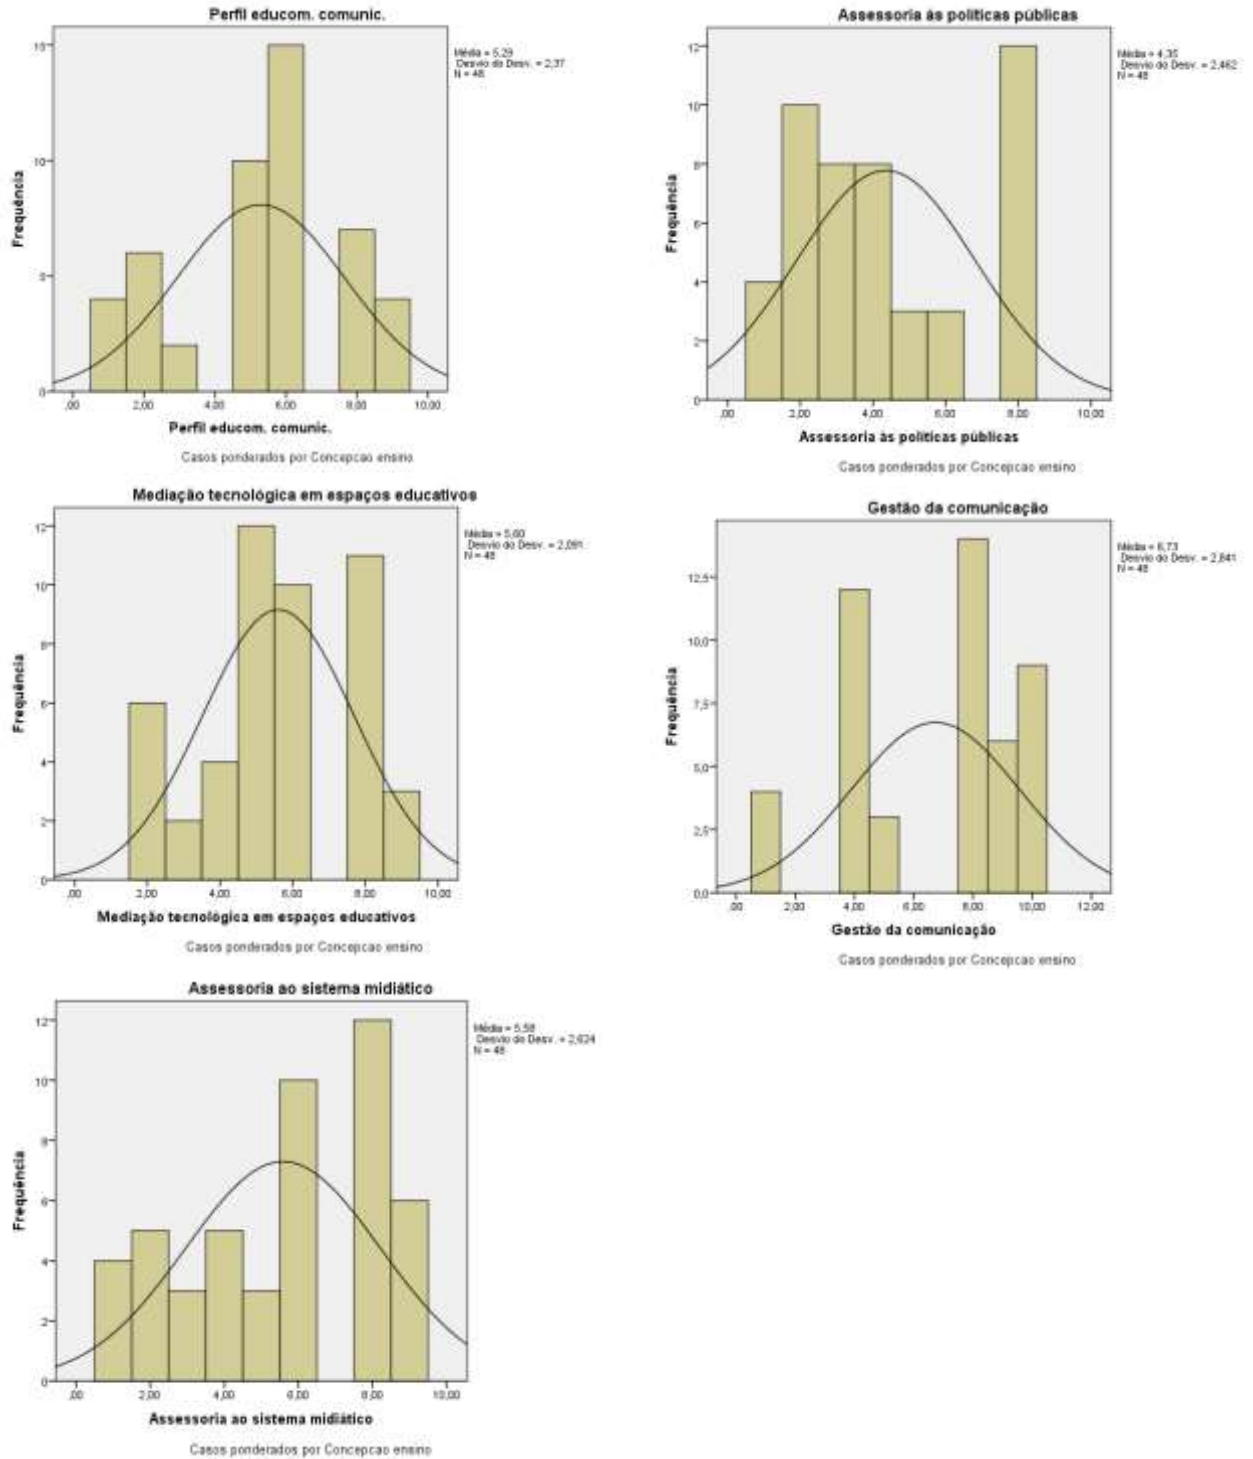 Perfil educom. comunic.
Média = 5,29
Desvio do Desv. = 2,37
N = 48
Frequência
15
10
5
0
,00 2,00 4,00 6,00 8,00 10,00
Perfil educom. comunic.
Casos ponderados por Concepcao ensino
Assessoria às políticas públicas
Média = 4,35
Desvio do Desv. = 2,462
N = 48
Frequência
12
10
8
6
4
2
0
,00 2,00 4,00 6,00 8,00 10,00
Assessoria às políticas públicas
Casos ponderados por Concepcao ensino
Mediação tecnológica em espaços educativos
Média = 5,60
Desvio do Desv. = 2,091
N = 48
Frequência
12
10
8
6
4
2
0
,00 2,00 4,00 6,00 8,00 10,00
Mediação tecnológica em espaços educativos
Casos ponderados por Concepcao ensino
Gestão da comunicação
Média = 6,73
Desvio do Desv. = 2,841
N = 48
Frequência
12,5
10,0
7,5
5,0
2,5
0,0
,00 2,00 4,00 6,00 8,00 10,00 12,00
Gestão da comunicação
Casos ponderados por Concepcao ensino
Assessoria ao sistema midiático
Média = 5,58
Desvio do Desv. = 2,624
N = 48
Frequência
12
10
8
6
4
2
0
,00 2,00 4,00 6,00 8,00 10,00
Assessoria ao sistema midiático
Casos ponderados por Concepcao ensino